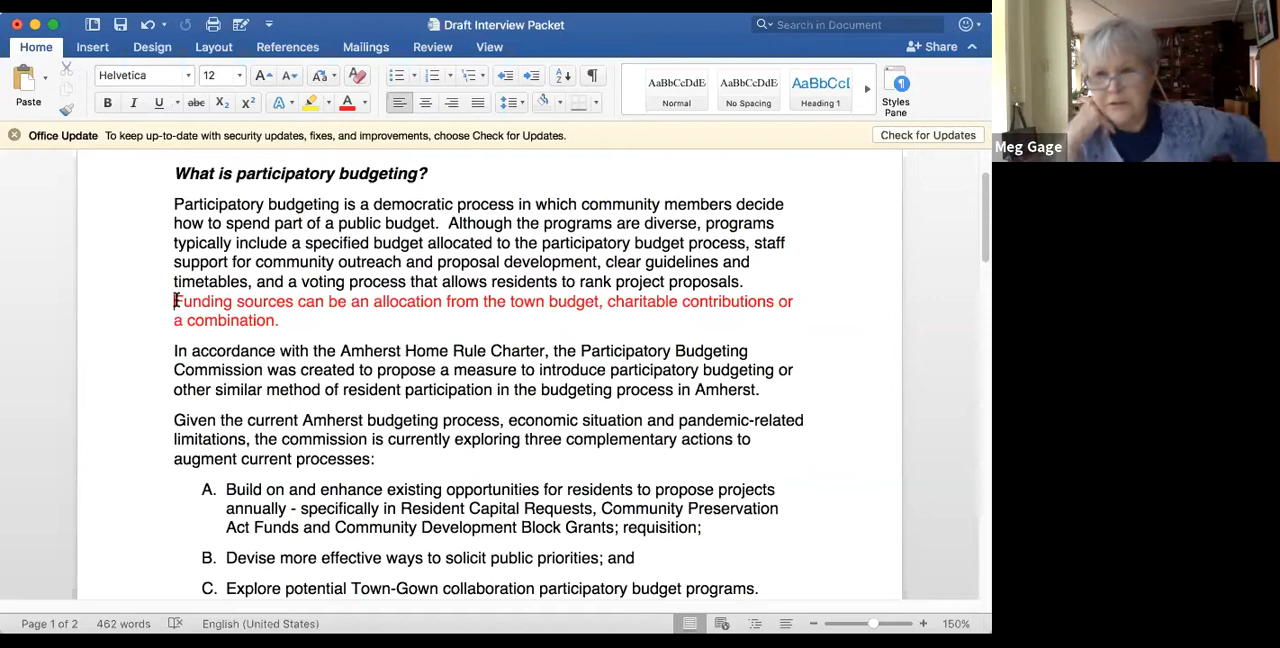 Draft Interview Packet
Search in Document
Home Insert Design Layout References Mailings Review View Share
Paste Helvetica 12 AaBbCcDdE AaBbCcDdE AaBbCcI
Normal No Spacing Heading 1 Styles Pane
Office Update To keep up-to-date with security updates, fixes, and improvements, choose Check for Updates. Check for Updates
Meg Gage
What is participatory budgeting?
Participatory budgeting is a democratic process in which community members decide
how to spend part of a public budget. Although the programs are diverse, programs
typically include a specified budget allocated to the participatory budget process, staff
support for community outreach and proposal development, clear guidelines and
timetables, and a voting process that allows residents to rank project proposals.
Funding sources can be an allocation from the town budget, charitable contributions or
a combination.
In accordance with the Amherst Home Rule Charter, the Participatory Budgeting
Commission was created to propose a measure to introduce participatory budgeting or
other similar method of resident participation in the budgeting process in Amherst.
Given the current Amherst budgeting process, economic situation and pandemic-related
limitations, the commission is currently exploring three complementary actions to
augment current processes:
A. Build on and enhance existing opportunities for residents to propose projects
annually - specifically in Resident Capital Requests, Community Preservation
Act Funds and Community Development Block Grants; requisition;
B. Devise more effective ways to solicit public priorities; and
C. Explore potential Town-Gown collaboration participatory budget programs.
Page 1 of 2 462 words English (United States) 150%